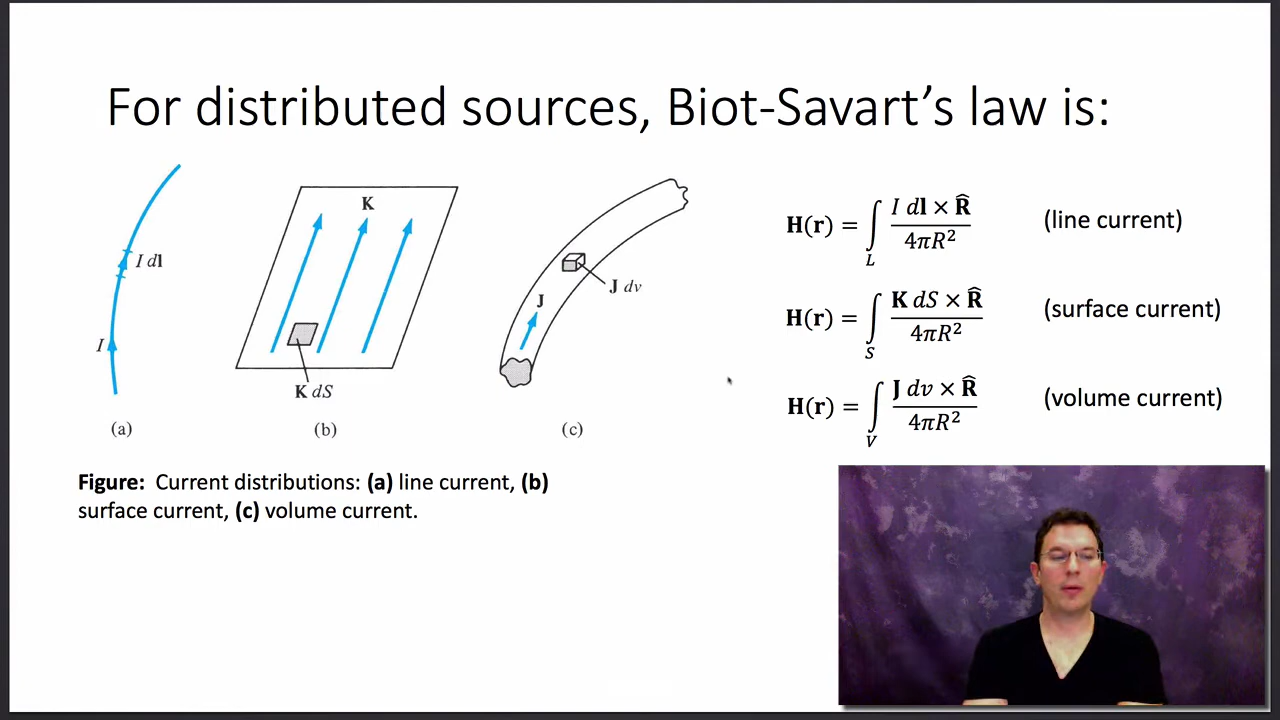 For distributed sources, Biot-Savart’s law is:
I
I dl
(a)
K
K dS
(b)
J
J dv
(c)
Figure: Current distributions: (a) line current, (b)
surface current, (c) volume current.
H(r) = ∫_L (I dl × R̂)/(4πR²) (line current)
H(r) = ∫_S (K dS × R̂)/(4πR²) (surface current)
H(r) = ∫_V (J dv × R̂)/(4πR²) (volume current)